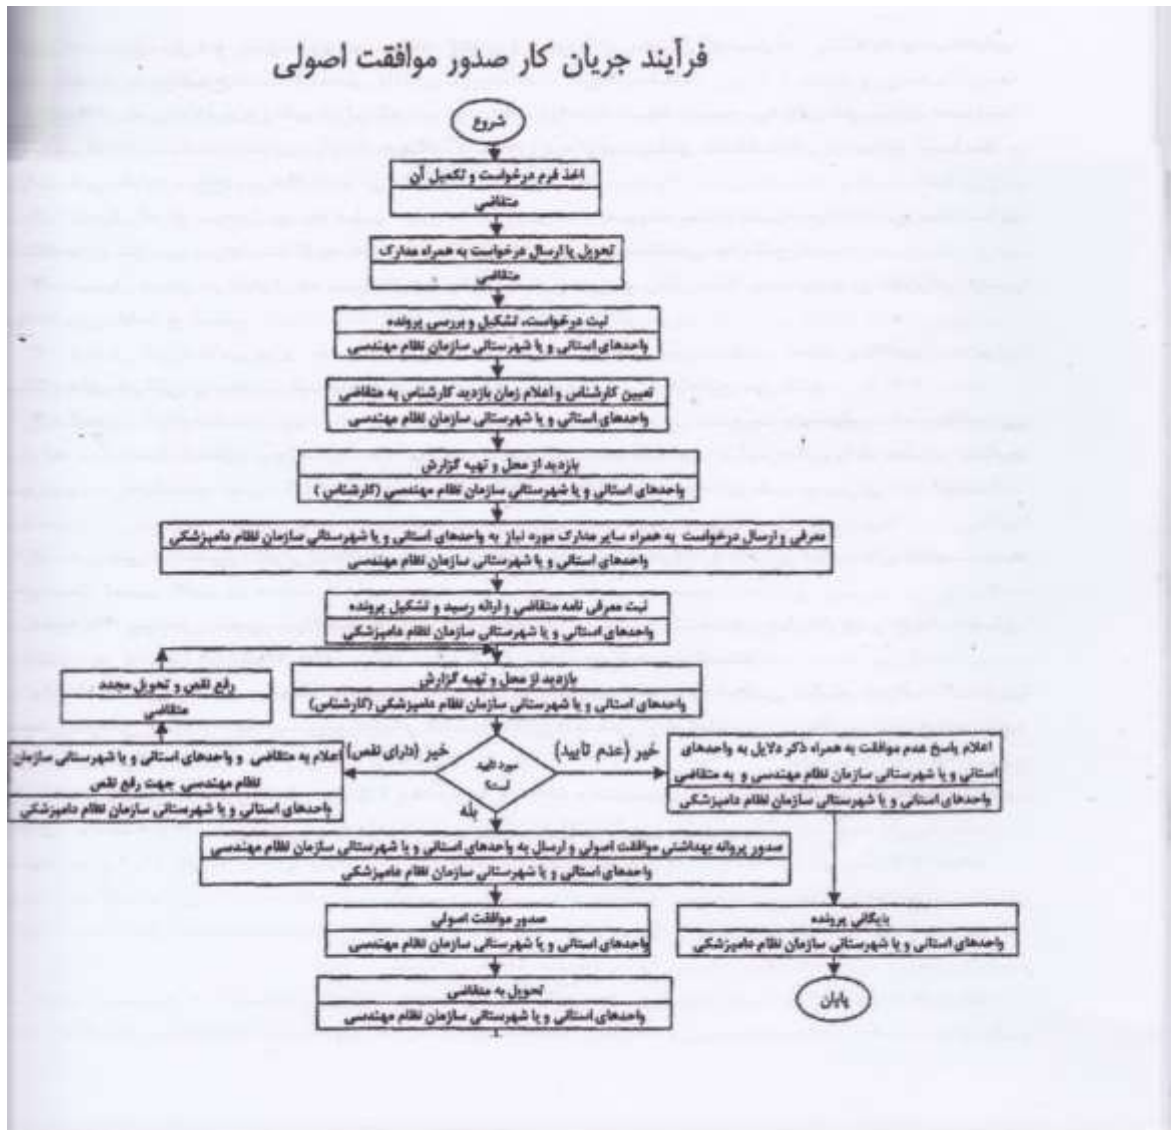 فرآیند جریان کار صدور موافقت اصولی
شروع
اخذ فرم درخواست و تکمیل آن
متقاضی
تحویل یا ارسال درخواست به همراه مدارک
متقاضی
ثبت درخواست، تشکیل و بررسی پرونده
واحدهای استانی و یا شهرستانی سازمان نظام مهندسی
تعیین کارشناس و اعلام زمان بازدید کارشناس به متقاضی
واحدهای استانی و یا شهرستانی سازمان نظام مهندسی
بازدید از محل و تهیه گزارش
واحدهای استانی و یا شهرستانی سازمان نظام مهندسی (کارشناس )
معرفی و ارسال درخواست به همراه سایر مدارک مورد نیاز به واحدهای استانی و یا شهرستانی سازمان نظام دامپزشکی
واحدهای استانی و یا شهرستانی سازمان نظام مهندسی
ثبت معرفی نامه متقاضی و ارائه رسید و تشکیل پرونده
واحدهای استانی و یا شهرستانی سازمان نظام دامپزشکی
بازدید از محل و تهیه گزارش
واحدهای استانی و یا شهرستانی سازمان نظام دامپزشکی (کارشناس)
رفع نقص و تحویل مجدد
متقاضی
مورد تایید
است؟
خیر (عدم تأیید)
خیر (دارای نقص)
بله
اعلام پاسخ عدم موافقت به همراه ذکر دلایل به واحدهای
استانی و یا شهرستانی سازمان نظام مهندسی و به متقاضی
واحدهای استانی و یا شهرستانی سازمان نظام دامپزشکی
اعلام به متقاضی و واحدهای استانی و یا شهرستانی سازمان
نظام مهندسی جهت رفع نقص
واحدهای استانی و یا شهرستانی سازمان نظام دامپزشکی
صدور پروانه بهداشتی موافقت اصولی و ارسال به واحدهای استانی و یا شهرستانی سازمان نظام مهندسی
واحدهای استانی و یا شهرستانی سازمان نظام دامپزشکی
بایگانی پرونده
واحدهای استانی و یا شهرستانی سازمان نظام دامپزشکی
پایان
صدور موافقت اصولی
واحدهای استانی و یا شهرستانی سازمان نظام مهندسی
تحویل به متقاضی
واحدهای استانی و یا شهرستانی سازمان نظام مهندسی